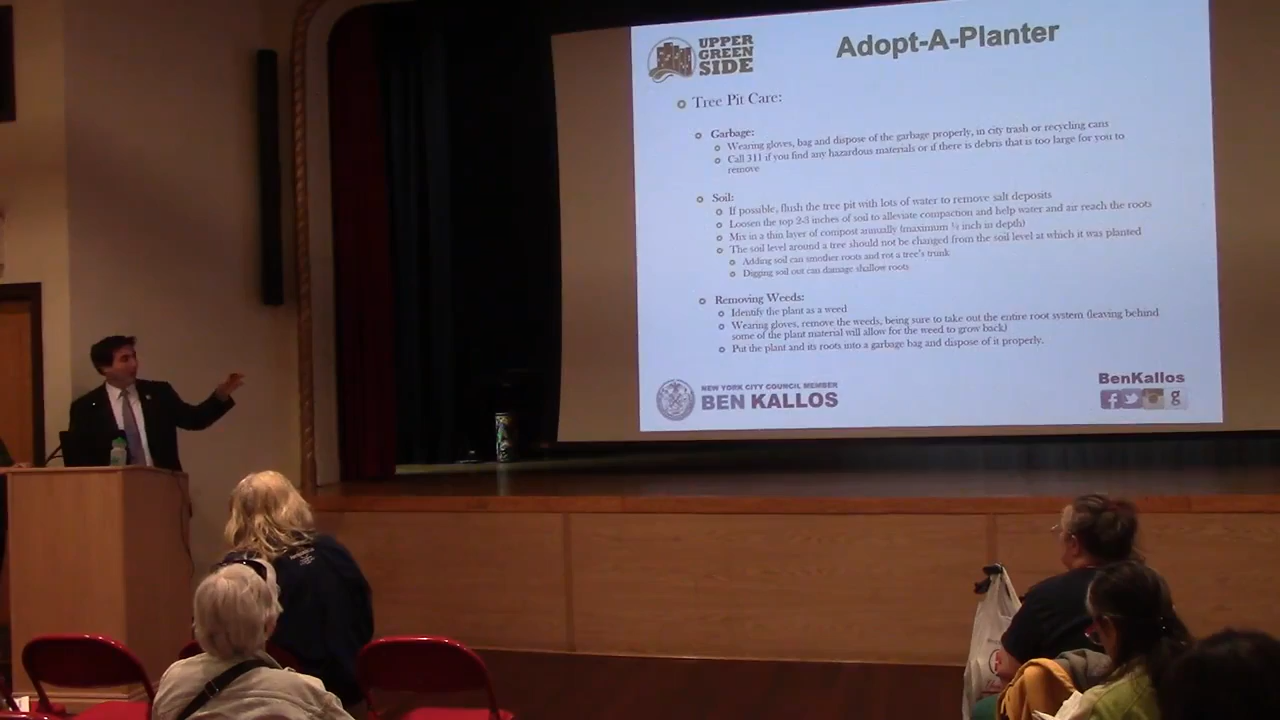 UPPER
GREEN
SIDE
Adopt-A-Planter
Tree Pit Care:
Garbage:
Wearing gloves, bag and dispose of the garbage properly, in city trash or recycling cans
Call 311 if you find any hazardous materials or if there is debris that is too large for you to
remove
Soil:
If possible, flush the tree pit with lots of water to remove salt deposits
Loosen the top 2-3 inches of soil to alleviate compaction and help water and air reach the roots
Mix in a thin layer of compost annually (maximum inch in depth)
The soil level around a tree should not be changed from the soil level at which it was planted
Adding soil can smother roots and rot a tree's trunk
Digging soil out can damage shallow roots
Removing Weeds:
Identify the plant as a weed
Wearing gloves, remove the weeds, being sure to take out the entire root system (leaving behind
some of the plant material will allow for the weed to grow back)
Put the plant and its roots into a garbage bag and dispose of it properly.
NEW YORK CITY COUNCIL MEMBER
BEN KALLOS
BenKallos
f g